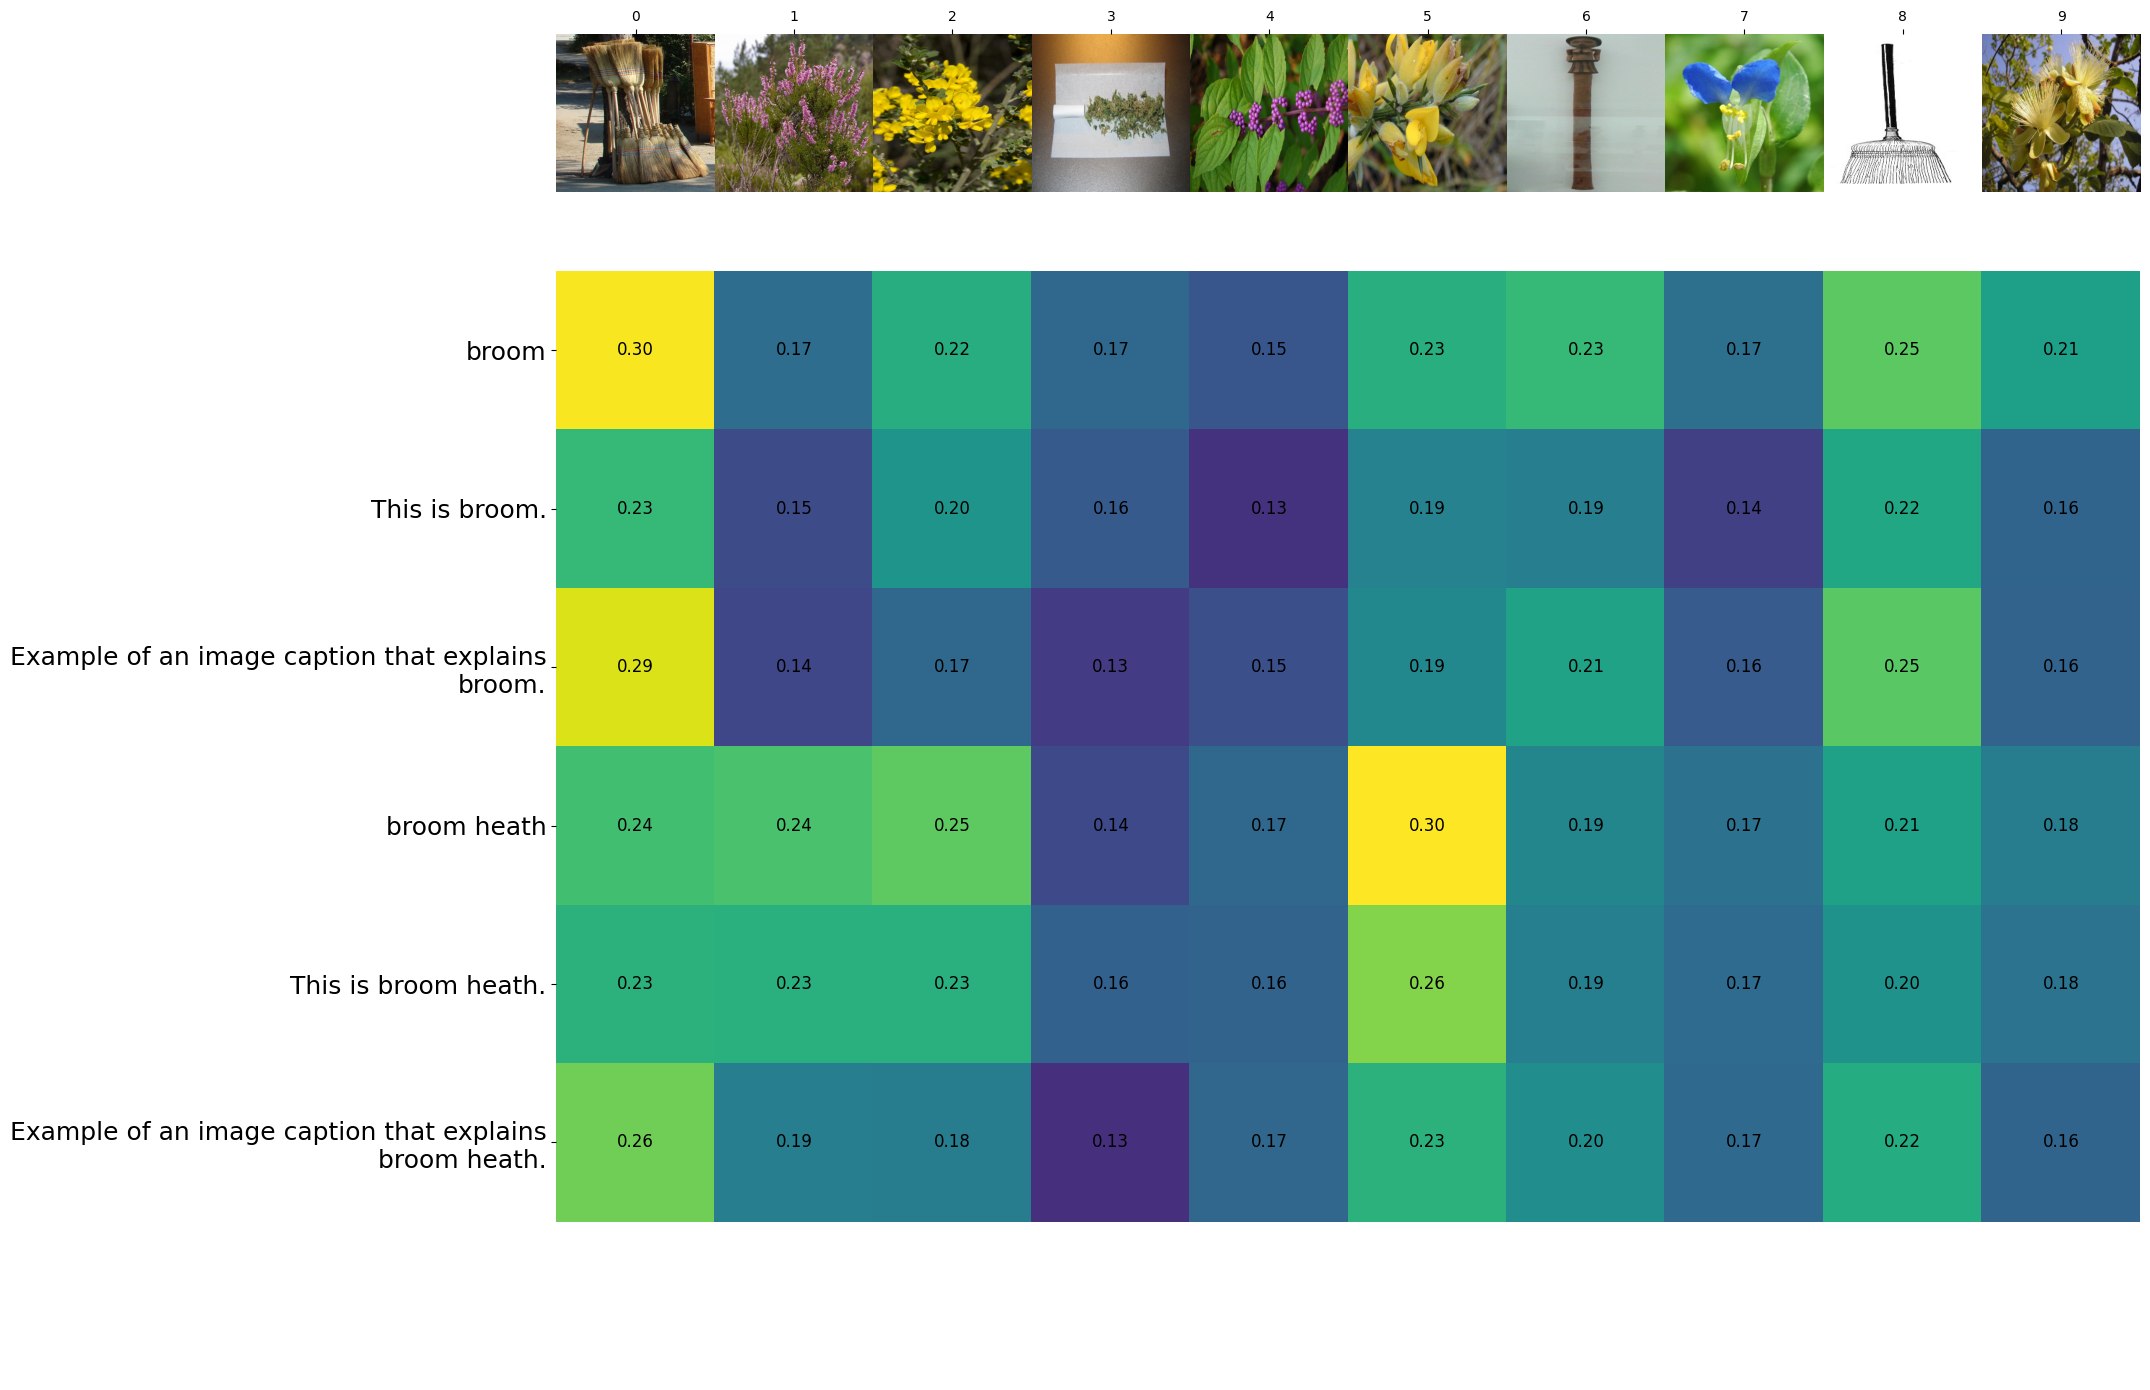 0 1 2 3 4 5 6 7 8 9
broom 0.30 0.17 0.22 0.17 0.15 0.23 0.23 0.17 0.25 0.21
This is broom. 0.23 0.15 0.20 0.16 0.13 0.19 0.19 0.14 0.22 0.16
Example of an image caption that explains
broom. 0.29 0.14 0.17 0.13 0.15 0.19 0.21 0.16 0.25 0.16
broom heath 0.24 0.24 0.25 0.14 0.17 0.30 0.19 0.17 0.21 0.18
This is broom heath. 0.23 0.23 0.23 0.16 0.16 0.26 0.19 0.17 0.20 0.18
Example of an image caption that explains
broom heath. 0.26 0.19 0.18 0.13 0.17 0.23 0.20 0.17 0.22 0.16